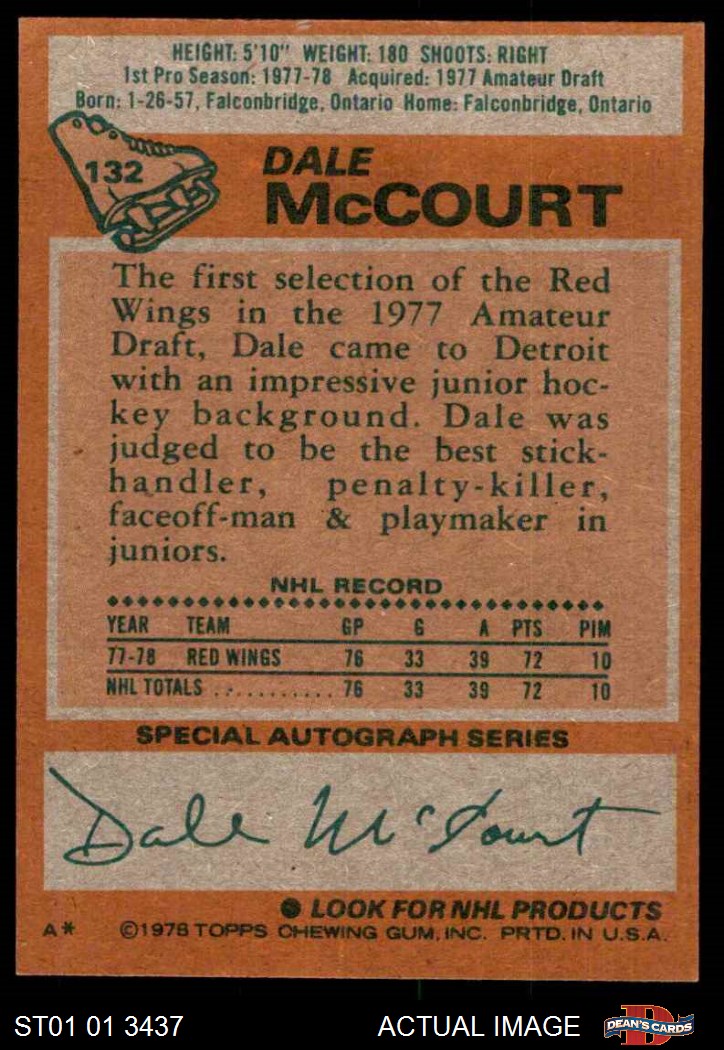 HEIGHT: 5'10" WEIGHT: 180 SHOOTS: RIGHT
1st Pro Season: 1977-78 Acquired: 1977 Amateur Draft
Born: 1-26-57, Falconbridge, Ontario Home: Falconbridge, Ontario
132
DALE
McCOURT
The first selection of the Red
Wings in the 1977 Amateur
Draft, Dale came to Detroit
with an impressive junior hoc-
key background. Dale was
judged to be the best stick-
handler, penalty-killer,
faceoff-man & playmaker in
juniors.
NHL RECORD
YEAR TEAM GP G A PTS PIM
77-78 RED WINGS 76 33 39 72 10
NHL TOTALS ........... 76 33 39 72 10
SPECIAL AUTOGRAPH SERIES
Dale McCourt
● LOOK FOR NHL PRODUCTS
A* ©1978 TOPPS CHEWING GUM, INC. PRTD. IN U.S.A.
ST01 01 3437 ACTUAL IMAGE D DEAN'S CARDS